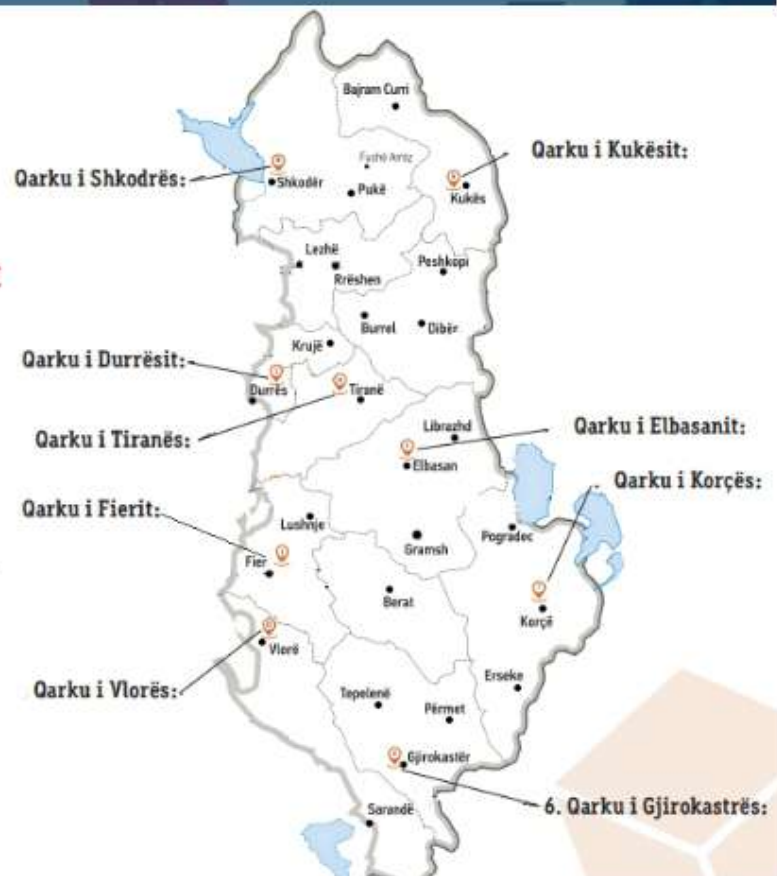 Bajram Curri
Qarku i Kukësit:
Fushë Arrëz
Qarku i Shkodrës:
Shkodër
Pukë
Kukës
Lezhë
Rrëshen
Peshkopi
Burrel
Dibër
Krujë
Qarku i Durrësit:
Durrës
Tiranë
Qarku i Tiranës:
Librazhd
Qarku i Elbasanit:
Elbasan
Qarku i Korçës:
Qarku i Fierit:
Lushnje
Gramsh
Pogradec
Fier
Berat
Korçë
Vlorë
Qarku i Vlorës:
Erseke
Tepelenë
Përmet
Gjirokastër
Sarandë
6. Qarku i Gjirokastrës: